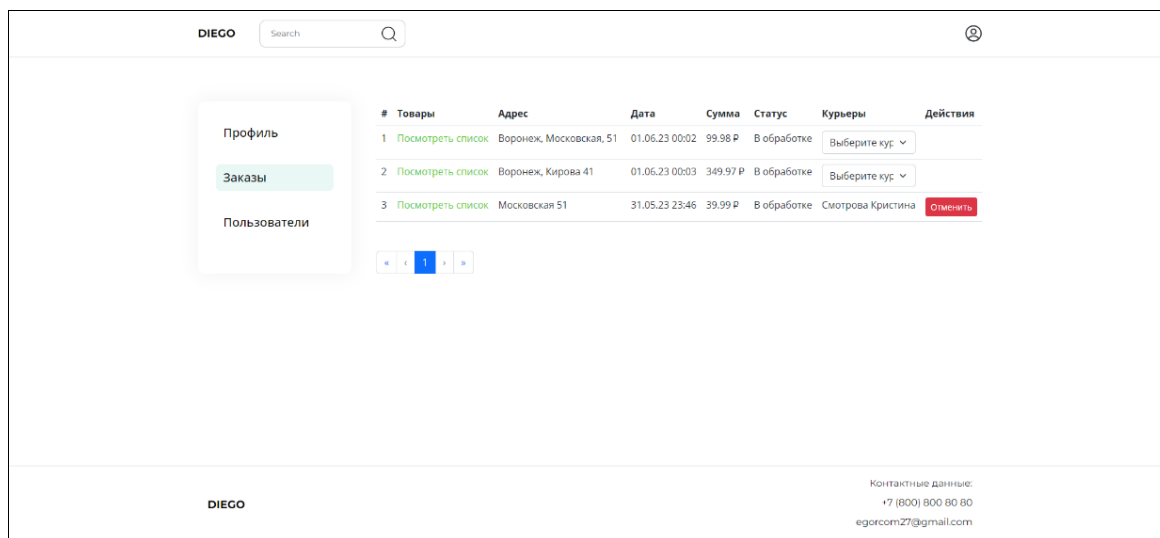 DIEGO Search
Профиль
Заказы
Пользователи
# Товары Адрес Дата Сумма Статус Курьеры Действия
1 Посмотреть список Воронеж, Московская, 51 01.06.23 00:02 99.98 ₽ В обработке Выберите кур
2 Посмотреть список Воронеж, Кирова 41 01.06.23 00:03 349.97 ₽ В обработке Выберите кур
3 Посмотреть список Московская 51 31.05.23 23:46 39.99 ₽ В обработке Смотрова Кристина Отменить
« ‹ 1 › »
DIEGO
Контактные данные:
+7 (800) 800 80 80
egorcom27@gmail.com